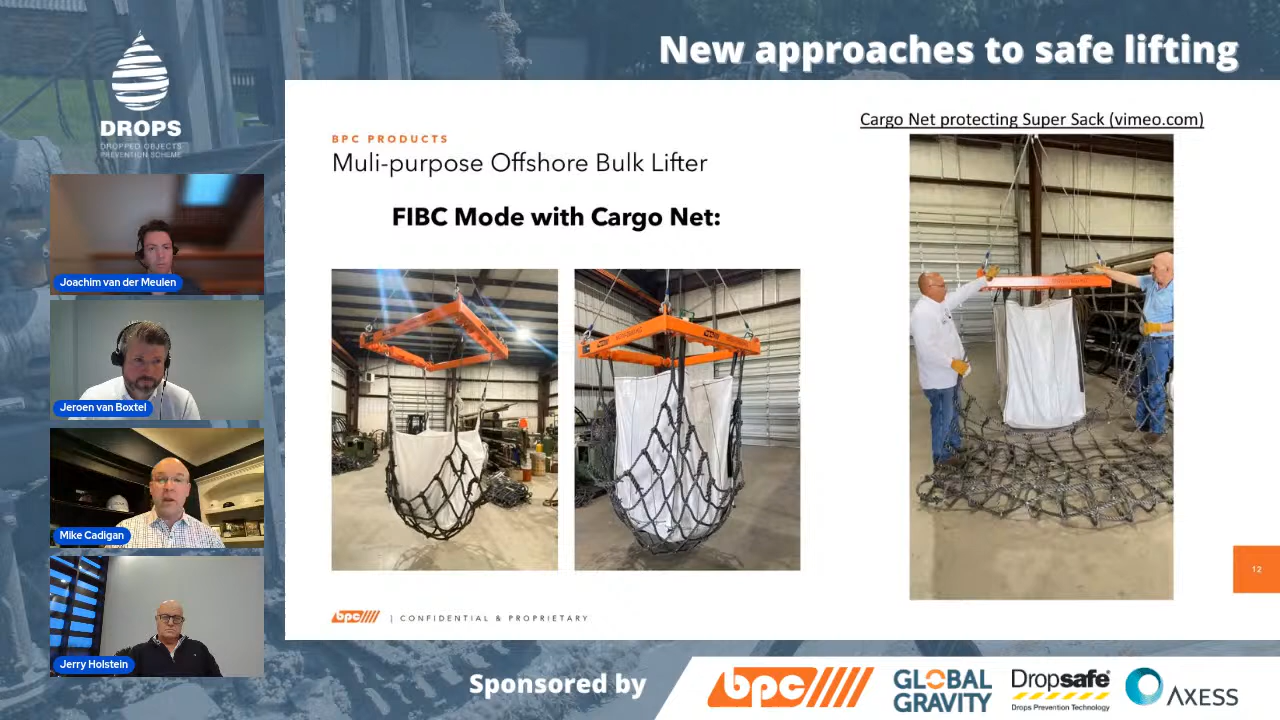 New approaches to safe lifting
DROPS
DROPPED OBJECTS
PREVENTION SCHEME
Joachim van der Meulen
Jeroen van Boxtel
Mike Cadigan
Jerry Holstein
BPC PRODUCTS
Muli-purpose Offshore Bulk Lifter
FIBC Mode with Cargo Net:
Cargo Net protecting Super Sack (vimeo.com)
12
bpc | CONFIDENTIAL & PROPRIETARY
Sponsored by
bpc
GLOBAL
GRAVITY
Dropsafe®
Drops Prevention Technology
AXESS